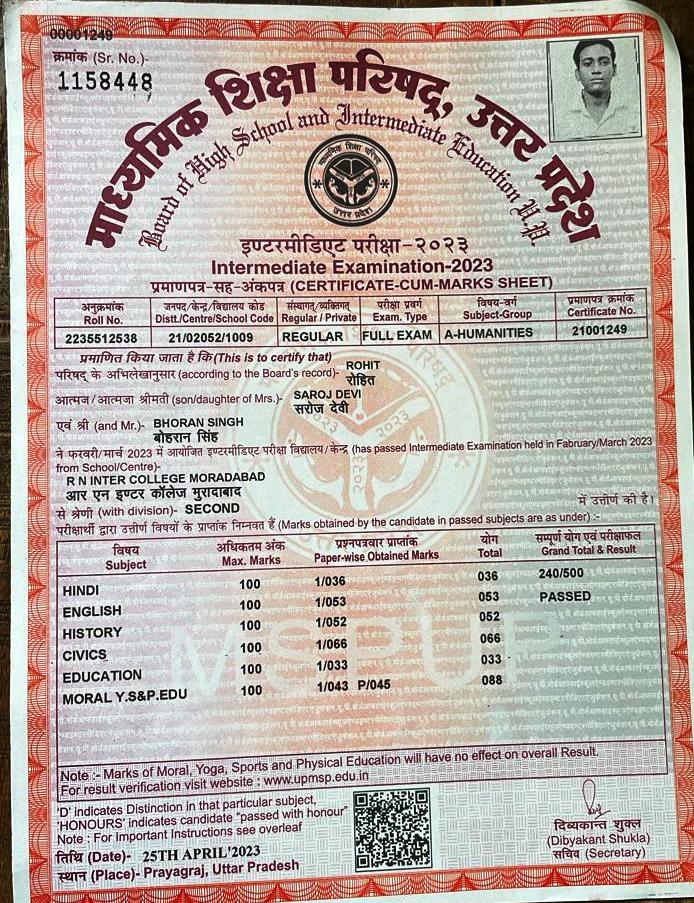 00001249
क्रमांक (Sr. No.)-
1158448
माध्यमिक शिक्षा परिषद्, उत्तर प्रदेश
Board of High School and Intermediate Education U.P.
माध्यमिक शिक्षा परिषद
उत्तर प्रदेश
इण्टरमीडिएट परीक्षा-२०२३
Intermediate Examination-2023
प्रमाणपत्र-सह-अंकपत्र (CERTIFICATE-CUM-MARKS SHEET)
अनुक्रमांक जनपद/केन्द्र/विद्यालय कोड संस्थागत/व्यक्तिगत परीक्षा प्रवर्ग विषय-वर्ग प्रमाणपत्र क्रमांक
Roll No. Distt./Centre/School Code Regular / Private Exam. Type Subject-Group Certificate No.
2235512538 21/02052/1009 REGULAR FULL EXAM A-HUMANITIES 21001249
प्रमाणित किया जाता है कि(This is to certify that)
परिषद् के अभिलेखानुसार (according to the Board's record)- ROHIT
रोहित
आत्मज/आत्मजा श्रीमती (son/daughter of Mrs.)- SAROJ DEVI
सरोज देवी
एवं श्री (and Mr.)- BHORAN SINGH
बोहरान सिंह
ने फरवरी/मार्च 2023 में आयोजित इण्टरमीडिएट परीक्षा विद्यालय/केन्द्र (has passed Intermediate Examination held in Fabruary/March 2023
from School/Centre)-
R N INTER COLLEGE MORADABAD
आर एन इण्टर कॉलेज मुरादाबाद
से श्रेणी (with division)- SECOND में उत्तीर्ण की है।
परीक्षार्थी द्वारा उत्तीर्ण विषयों के प्राप्तांक निम्नवत हैं (Marks obtained by the candidate in passed subjects are as under) :-
विषय अधिकतम अंक प्रश्नपत्रवार प्राप्तांक योग सम्पूर्ण योग एवं परीक्षाफल
Subject Max. Marks Paper-wise Obtained Marks Total Grand Total & Result
HINDI 100 1/036 036 240/500
ENGLISH 100 1/053 053 PASSED
HISTORY 100 1/052 052
CIVICS 100 1/066 066
EDUCATION 100 1/033 033
MORAL Y.S&P.EDU 100 1/043 P/045 088
MSPUP
Note :- Marks of Moral, Yoga, Sports and Physical Education will have no effect on overall Result.
For result verification visit website : www.upmsp.edu.in
'D' indicates Distinction in that particular subject,
'HONOURS' indicates candidate "passed with honour"
Note : For Important Instructions see overleaf
तिथि (Date)- 25TH APRIL'2023
स्थान (Place)- Prayagraj, Uttar Pradesh
दिब्यकान्त शुक्ल
(Dibyakant Shukla)
सचिव (Secretary)